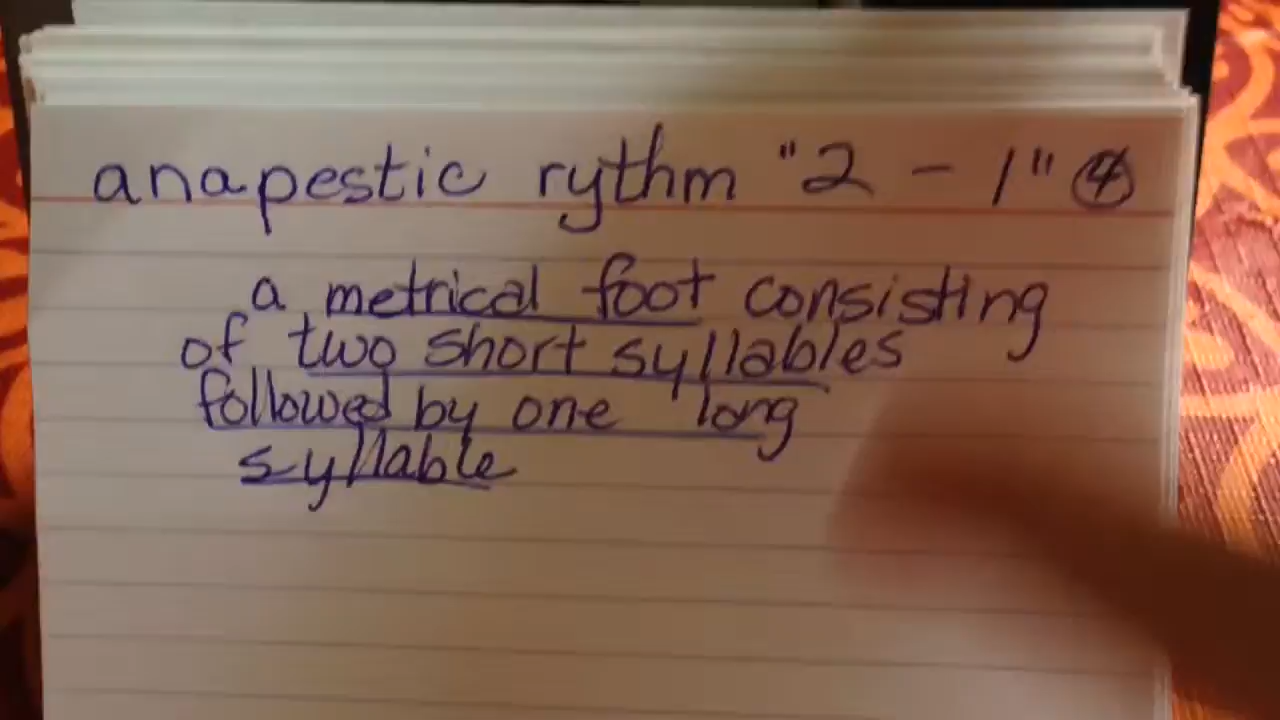 anapestic rythm "2 - 1" 4
a metrical foot consisting
of two short syllables
followed by one long
syllable